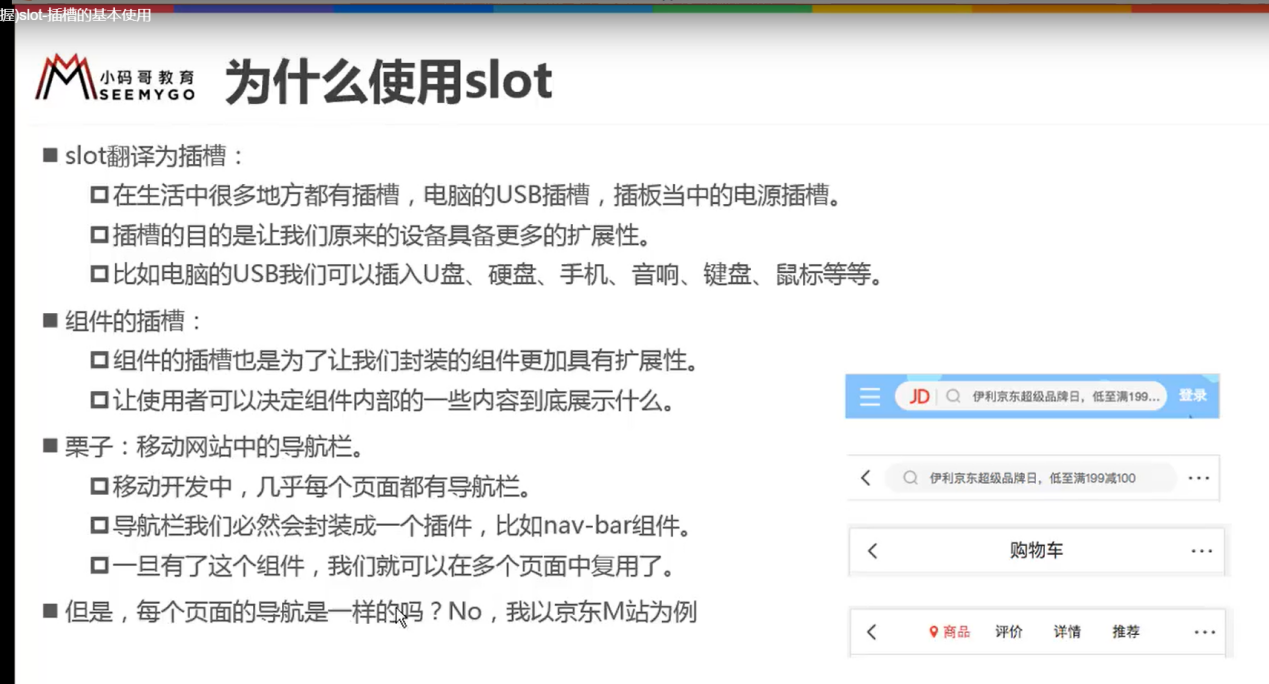 握)slot-插槽的基本使用
小码哥教育
SEEMYGO
为什么使用slot
slot翻译为插槽：
在生活中很多地方都有插槽，电脑的USB插槽，插板当中的电源插槽。
插槽的目的是让我们原来的设备具备更多的扩展性。
比如电脑的USB我们可以插入U盘、硬盘、手机、音响、键盘、鼠标等等。
组件的插槽：
组件的插槽也是为了让我们封装的组件更加具有扩展性。
让使用者可以决定组件内部的一些内容到底展示什么。
栗子：移动网站中的导航栏。
移动开发中，几乎每个页面都有导航栏。
导航栏我们必然会封装成一个插件，比如nav-bar组件。
一旦有了这个组件，我们就可以在多个页面中复用了。
但是，每个页面的导航是一样的吗？No，我以京东M站为例
JD 伊利京东超级品牌日，低至满199... 登录
伊利京东超级品牌日，低至满199减100 ...
购物车 ...
商品 评价 详情 推荐 ...